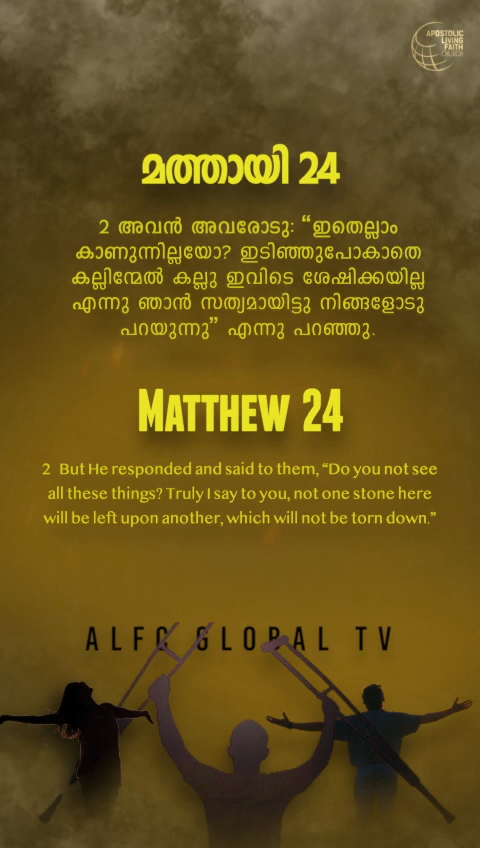 APOSTOLIC
LIVING
FAITH
CHURCH
മത്തായി 24
2 അവൻ അവരോടു: “ഇതെല്ലാം
കാണുന്നില്ലയോ? ഇടിഞ്ഞുപോകാതെ
കല്ലിന്മേൽ കല്ലു ഇവിടെ ശേഷിക്കയില്ല
എന്നു ഞാൻ സത്യമായിട്ടു നിങ്ങളോടു
പറയുന്നു” എന്നു പറഞ്ഞു.
MATTHEW 24
2 But He responded and said to them, “Do you not see
all these things? Truly I say to you, not one stone here
will be left upon another, which will not be torn down.”
ALFC GLOBAL TV